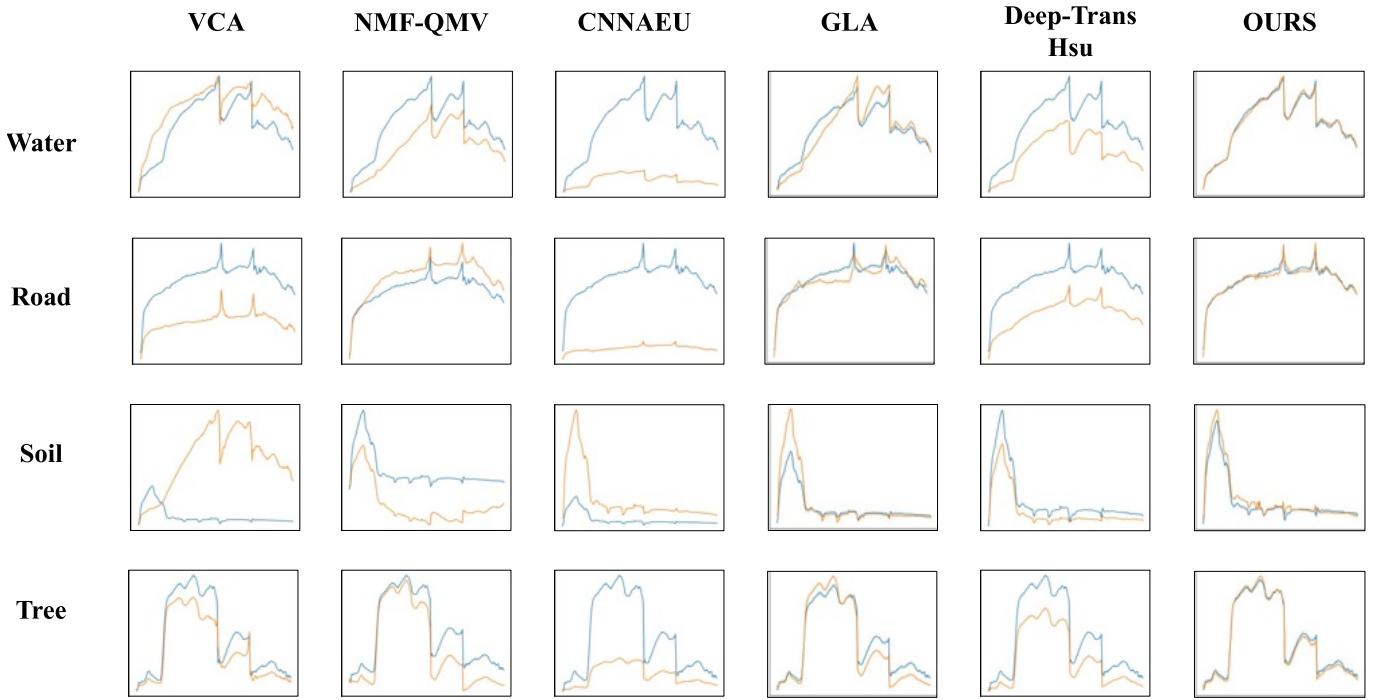 VCA
NMF-QMV
CNNAEU
GLA
Deep-Trans
Hsu
OURS
Water
Road
Soil
Tree